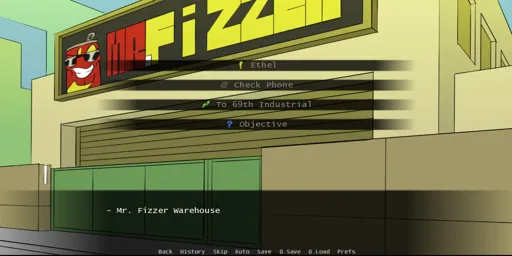 MR. FiZZER
Ethel
Check Phone
To 69th Industrial
Objective
- Mr. Fizzer Warehouse
Back History Skip Auto Save Q.Save Q.Load Prefs